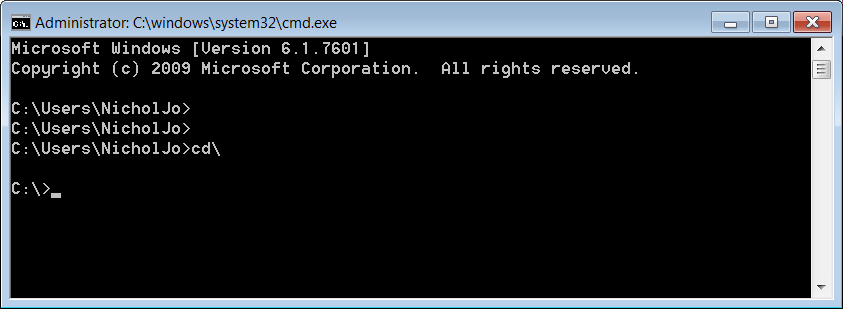 Administrator: C:\windows\system32\cmd.exe
Microsoft Windows [Version 6.1.7601]
Copyright (c) 2009 Microsoft Corporation.  All rights reserved.
C:\Users\NicholJo>
C:\Users\NicholJo>
C:\Users\NicholJo>cd\
C:\>_